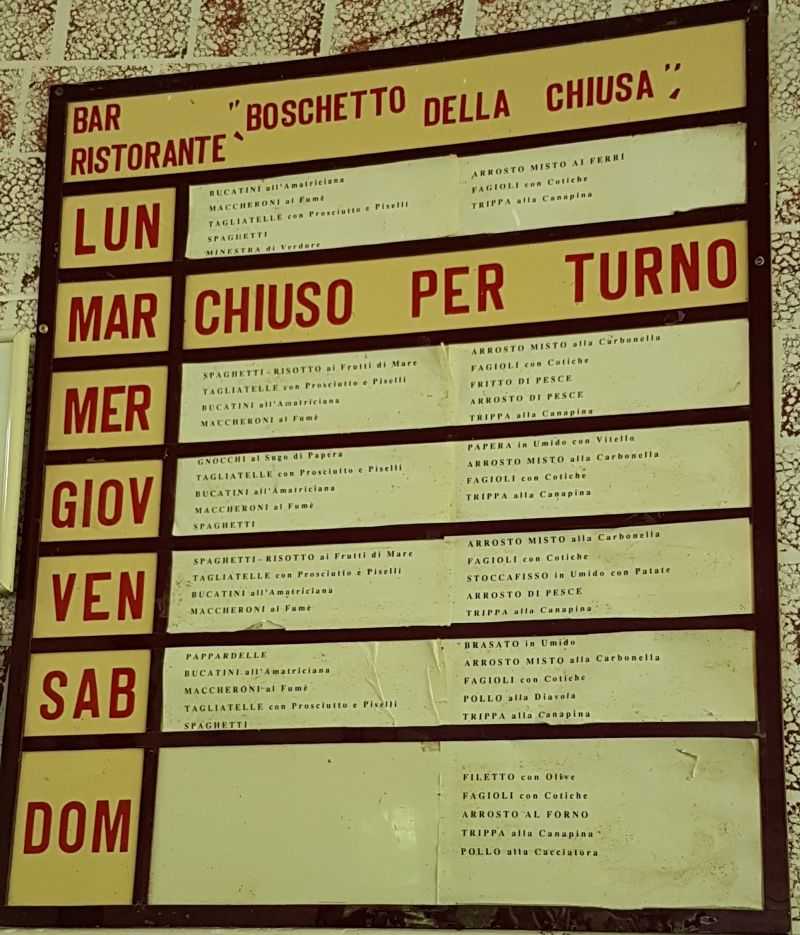 BAR
RISTORANTE "BOSCHETTO DELLA CHIUSA"
LUN
BUCATINI all'Amatriciana
MACCHERONI al Fumè
TAGLIATELLE con Prosciutto e Piselli
SPAGHETTI
MINESTRA di Verdure
ARROSTO MISTO AI FERRI
FAGIOLI con Cotiche
TRIPPA alla Canapina
MAR
CHIUSO PER TURNO
MER
SPAGHETTI-RISOTTO ai Frutti di Mare
TAGLIATELLE con Prosciutto e Piselli
BUCATINI all'Amatriciana
MACCHERONI al Fumè
ARROSTO MISTO alla Carbonella
FAGIOLI con Cotiche
FRITTO DI PESCE
ARROSTO DI PESCE
TRIPPA alla Canapina
GIOV
GNOCCHI al Sugo di Papera
TAGLIATELLE con Prosciutto e Piselli
BUCATINI all'Amatriciana
MACCHERONI al Fumè
SPAGHETTI
PAPERA in Umido con Vitello
ARROSTO MISTO alla Carbonella
FAGIOLI con Cotiche
TRIPPA alla Canapina
VEN
SPAGHETTI-RISOTTO ai Frutti di Mare
TAGLIATELLE con Prosciutto e Piselli
BUCATINI all'Amatriciana
MACCHERONI al Fumè
ARROSTO MISTO alla Carbonella
FAGIOLI con Cotiche
STOCCAFISSO in Umido con Patate
ARROSTO DI PESCE
TRIPPA alla Canapina
SAB
PAPPARDELLE
BUCATINI all'Amatriciana
MACCHERONI al Fumè
TAGLIATELLE con Prosciutto e Piselli
SPAGHETTI
BRASATO in Umido
ARROSTO MISTO alla Carbonella
FAGIOLI con Cotiche
POLLO alla Diavola
TRIPPA alla Canapina
DOM
FILETTO con Olive
FAGIOLI con Cotiche
ARROSTO AL FORNO
TRIPPA alla Canapina
POLLO alla Cacciatora